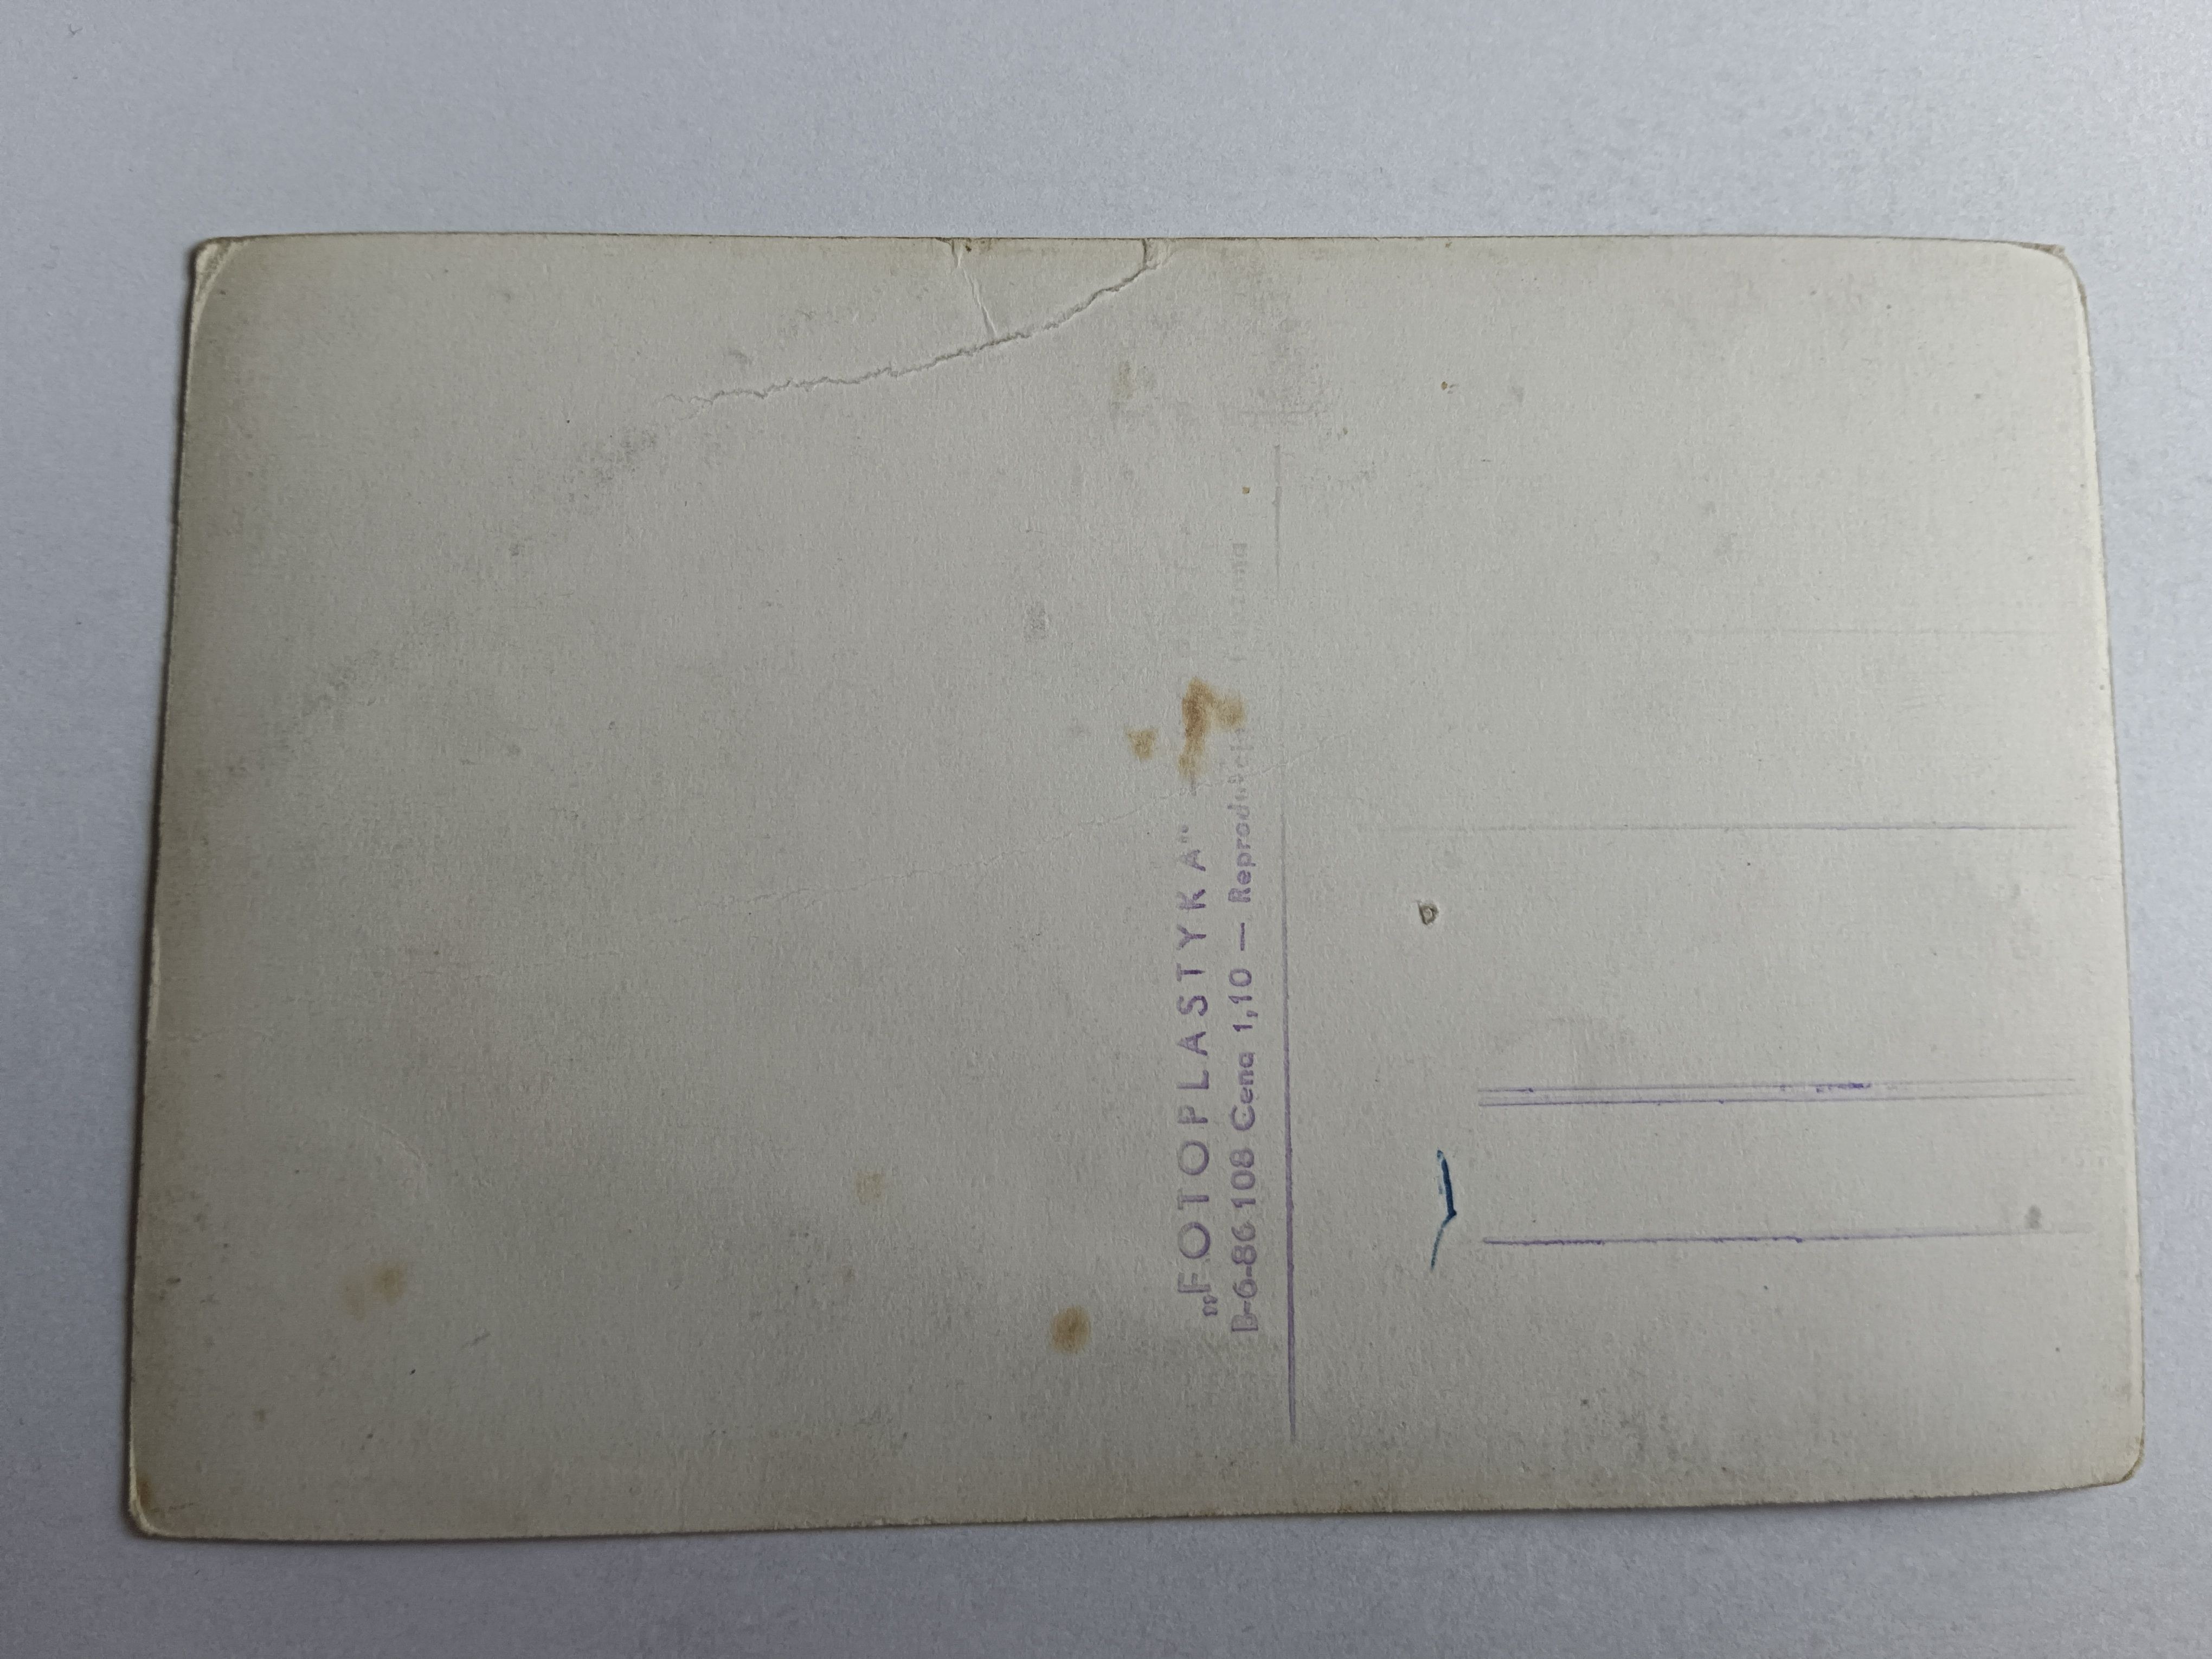 „FOTOPLASTYKA”
B-6-86 108 Cena 1,10 — Reprodukcja